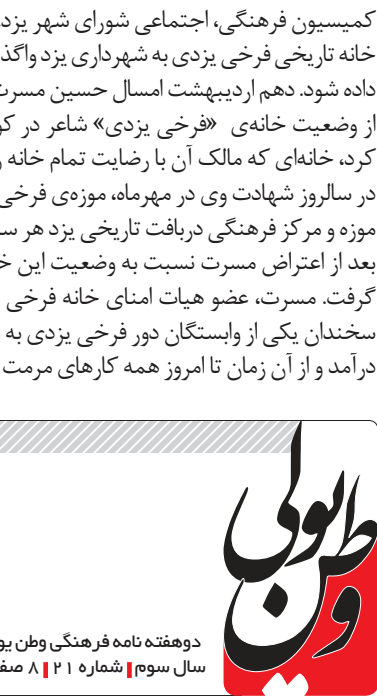 کمیسیون فرهنگی، اجتماعی شورای شهر یزد
خانه تاریخی فرخی یزدی به شهرداری یزد واگذ
داده شود. دهم اردیبهشت امسال حسین مسرت
از وضعیت خانه‌ی «فرخی یزدی» شاعر در کو
کرد، خانه‌ای که مالک آن با رضایت تمام خانه ر
در سالروز شهادت وی در مهرماه، موزه‌ی فرخی
موزه و مرکز فرهنگی دربافت تاریخی یزد هر س
بعد از اعتراض مسرت نسبت به وضعیت این خ
گرفت. مسرت، عضو هیات امنای خانه فرخی
سخندان یکی از وابستگان دور فرخی یزدی به
درآمد و از آن زمان تا امروز همه کارهای مرمت
وطن یولی
دوهفته نامه فرهنگی وطن یو
سال سوم | شماره ۲۱ | ۸ صف